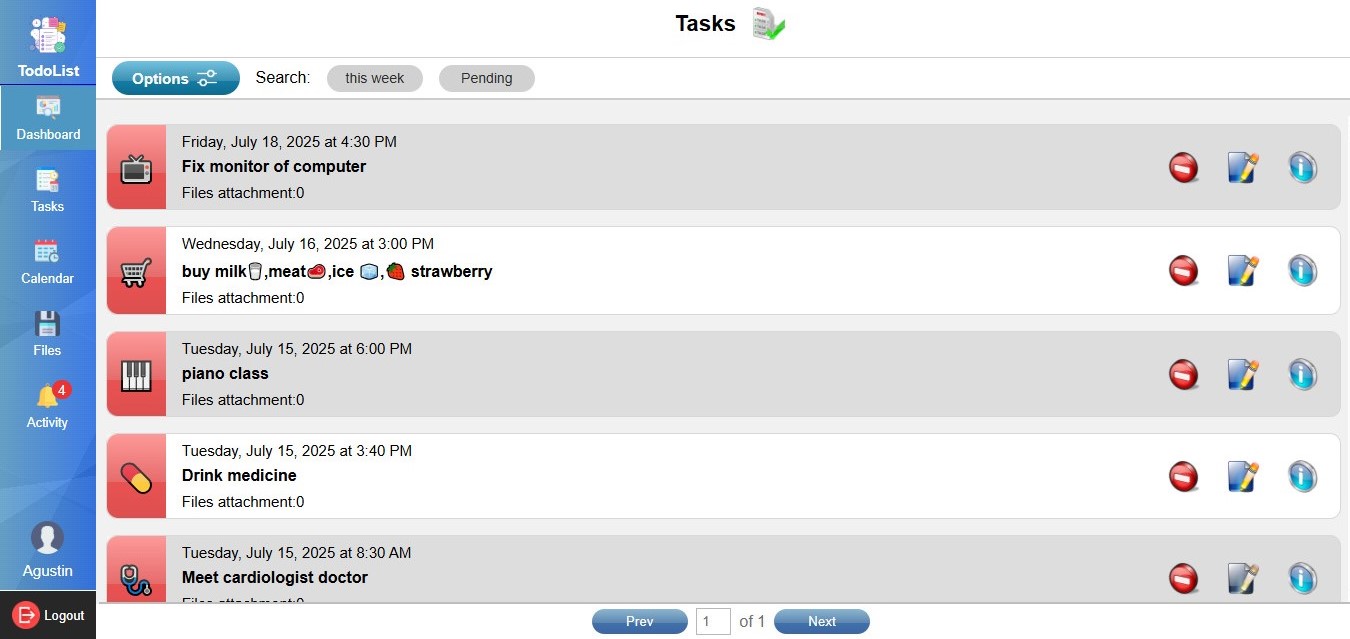 Tasks
TodoList
Options
Search:
this week
Pending
Dashboard
Tasks
Calendar
Files
4
Activity
Agustin
Logout
Friday, July 18, 2025 at 4:30 PM
Fix monitor of computer
Files attachment:0
Wednesday, July 16, 2025 at 3:00 PM
buy milk🥛,meat🥩,ice 🧊,🍓 strawberry
Files attachment:0
Tuesday, July 15, 2025 at 6:00 PM
piano class
Files attachment:0
Tuesday, July 15, 2025 at 3:40 PM
Drink medicine
Files attachment:0
Tuesday, July 15, 2025 at 8:30 AM
Meet cardiologist doctor
Files attachment:0
Prev
1
of 1
Next